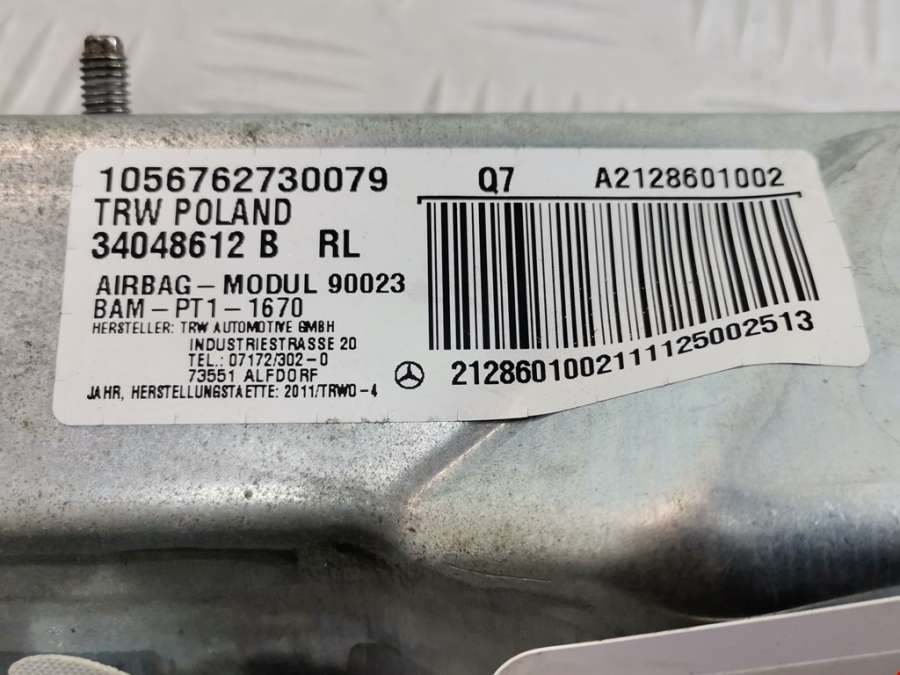 1056762730079
TRW POLAND
34048612 B RL
AIRBAG-MODUL 90023
BAM-PT1-1670
HERSTELLER: TRW AUTOMOTIVE GMBH
INDUSTRIESTRASSE 20
TEL.: 07172/302-0
73551 ALFDORF
JAHR, HERSTELLUNGSTAETTE: 2011/TRWO-4
Q7 A2128601002
2128601002111125002513